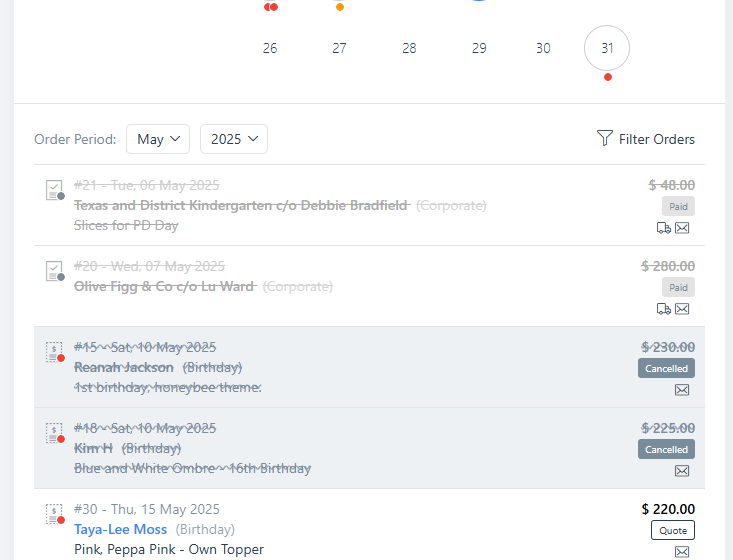 26 27 28 29 30 31
Order Period: May 2025 Filter Orders
#21 - Tue, 06 May 2025 $ 48.00
Texas and District Kindergarten c/o Debbie Bradfield (Corporate) Paid
Slices for PD Day
#20 - Wed, 07 May 2025 $ 280.00
Olive Figg & Co c/o Lu Ward (Corporate) Paid
#15 - Sat, 10 May 2025 $ 230.00
Reanah Jackson (Birthday) Cancelled
1st birthday, honeybee theme.
#18 - Sat, 10 May 2025 $ 225.00
Kim H (Birthday) Cancelled
Blue and White Ombre - 16th Birthday
#30 - Thu, 15 May 2025 $ 220.00
Taya-Lee Moss (Birthday) Quote
Pink, Peppa Pink - Own Topper